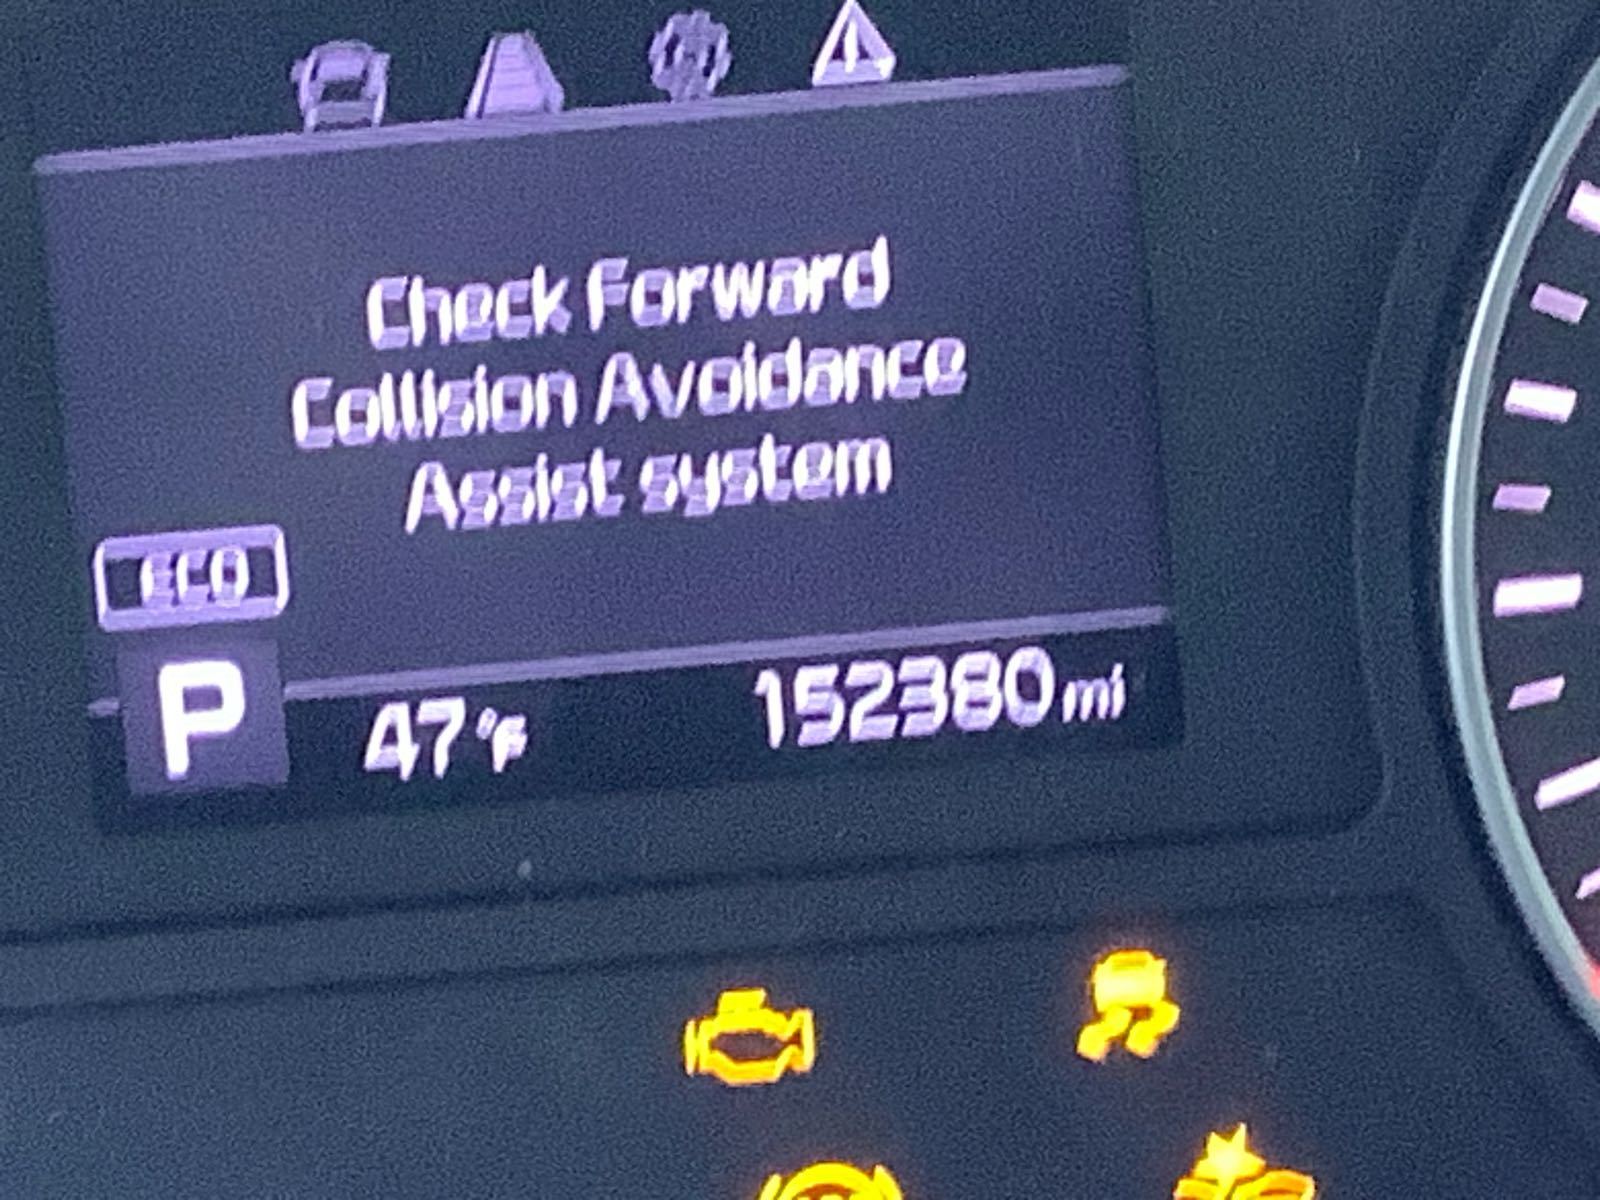 Check Forward
Collision Avoidance
Assist system
ECO
P 47°F 152380 mi